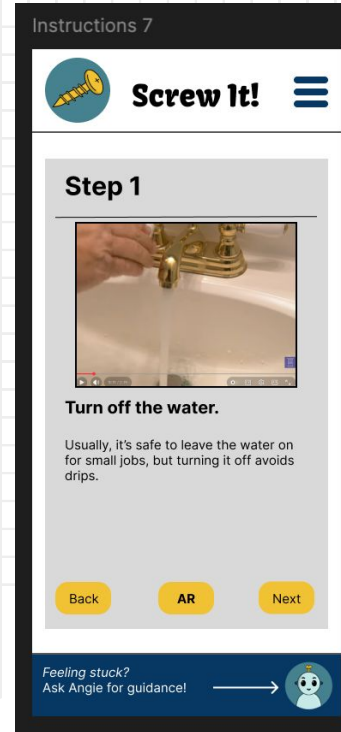 Instructions 7
Screw It!
Step 1
Turn off the water.
Usually, it's safe to leave the water on
for small jobs, but turning it off avoids
drips.
Back
AR
Next
Feeling stuck?
Ask Angie for guidance!